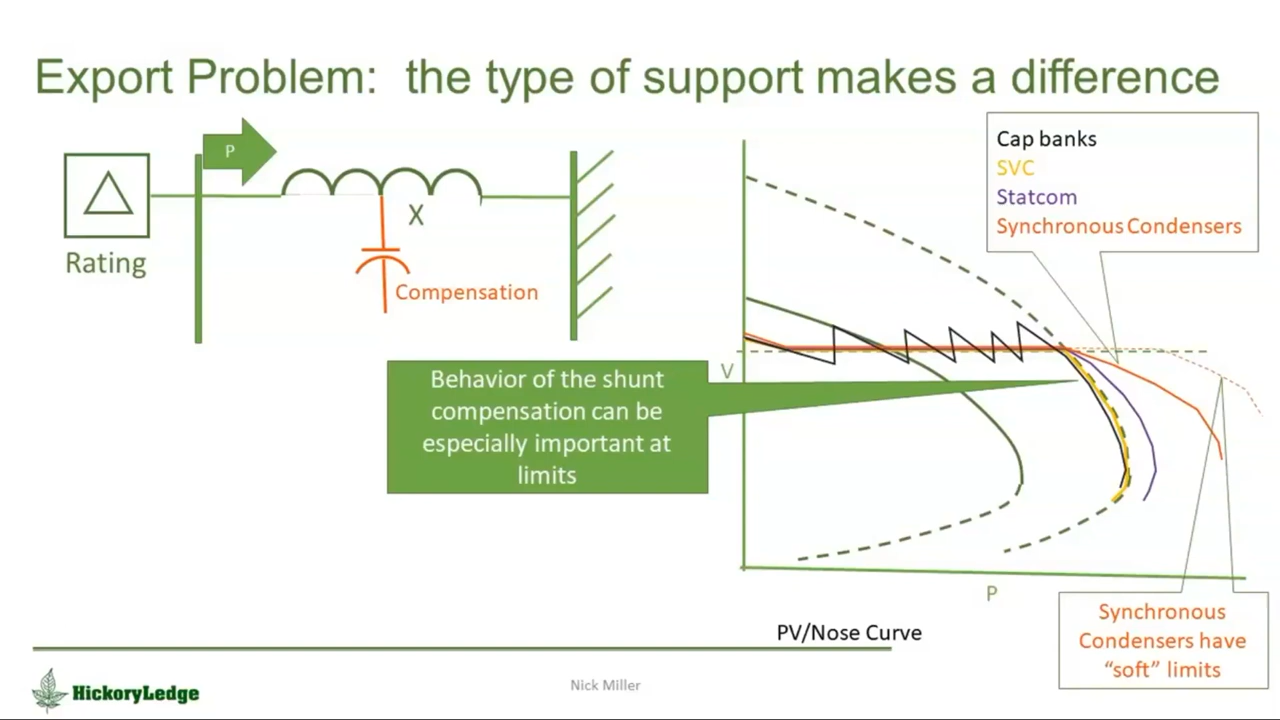 Export Problem: the type of support makes a difference
P
X
Rating
Compensation
Cap banks
SVC
Statcom
Synchronous Condensers
V
Behavior of the shunt
compensation can be
especially important at
limits
P
Synchronous
Condensers have
“soft” limits
PV/Nose Curve
HickoryLedge
Nick Miller